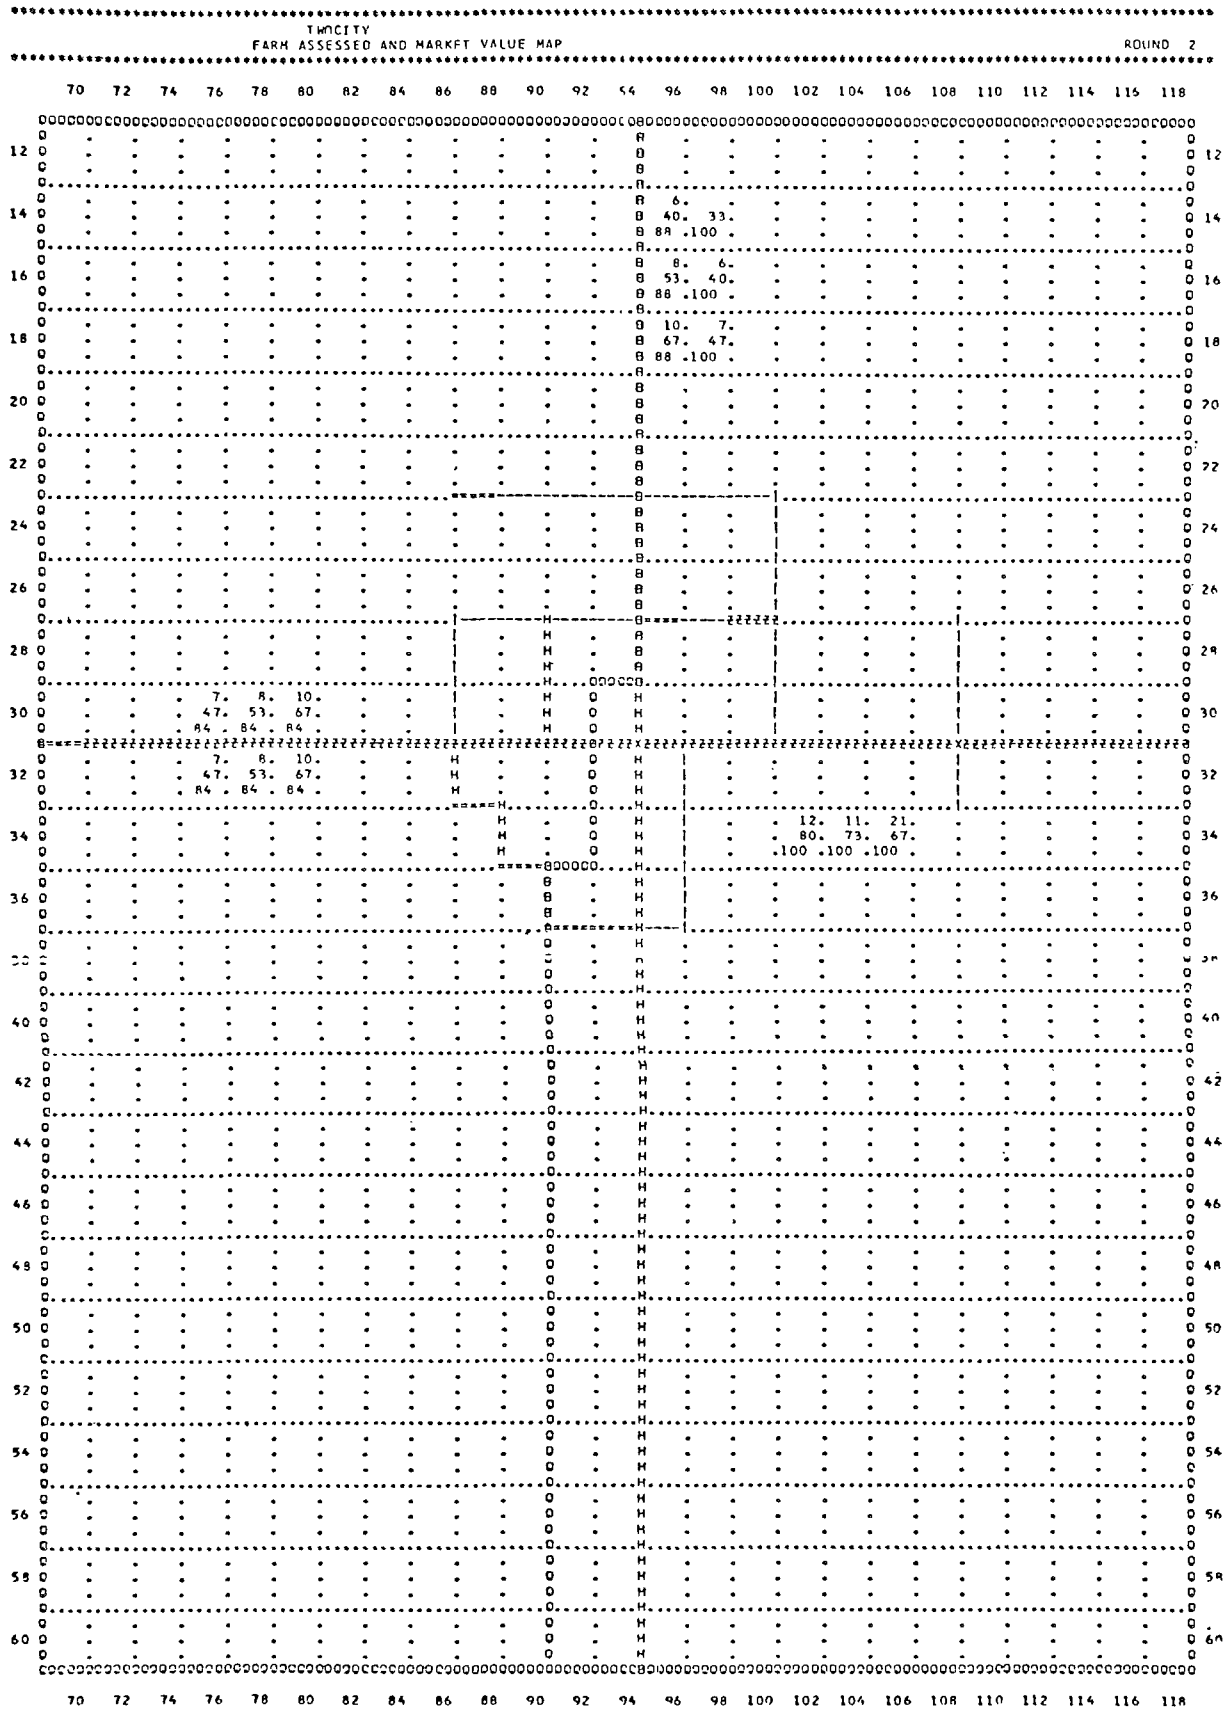 TWOCITY
FARM ASSESSED AND MARKET VALUE MAP ROUND 2
70 72 74 76 78 80 82 84 86 88 90 92 94 96 98 100 102 104 106 108 110 112 114 116 118
12 12
6.
14 40. 33. 14
88 .100 .
8. 6.
16 53. 40. 16
88 .100 .
10. 7.
18 67. 47. 18
88 .100 .
20 20
22 22
24 24
26 26
28 28
7. 8. 10.
30 47. 53. 67. 30
84 . 84 . 84 .
7. 8. 10.
32 47. 53. 67. 32
84 . 84 . 84 .
12. 11. 21.
34 80. 73. 67. 34
.100 .100 .100 .
36 36
40 40
42 42
44 44
46 46
48 48
50 50
52 52
54 54
56 56
58 58
60 60
70 72 74 76 78 80 82 84 86 88 90 92 94 96 98 100 102 104 106 108 110 112 114 116 118